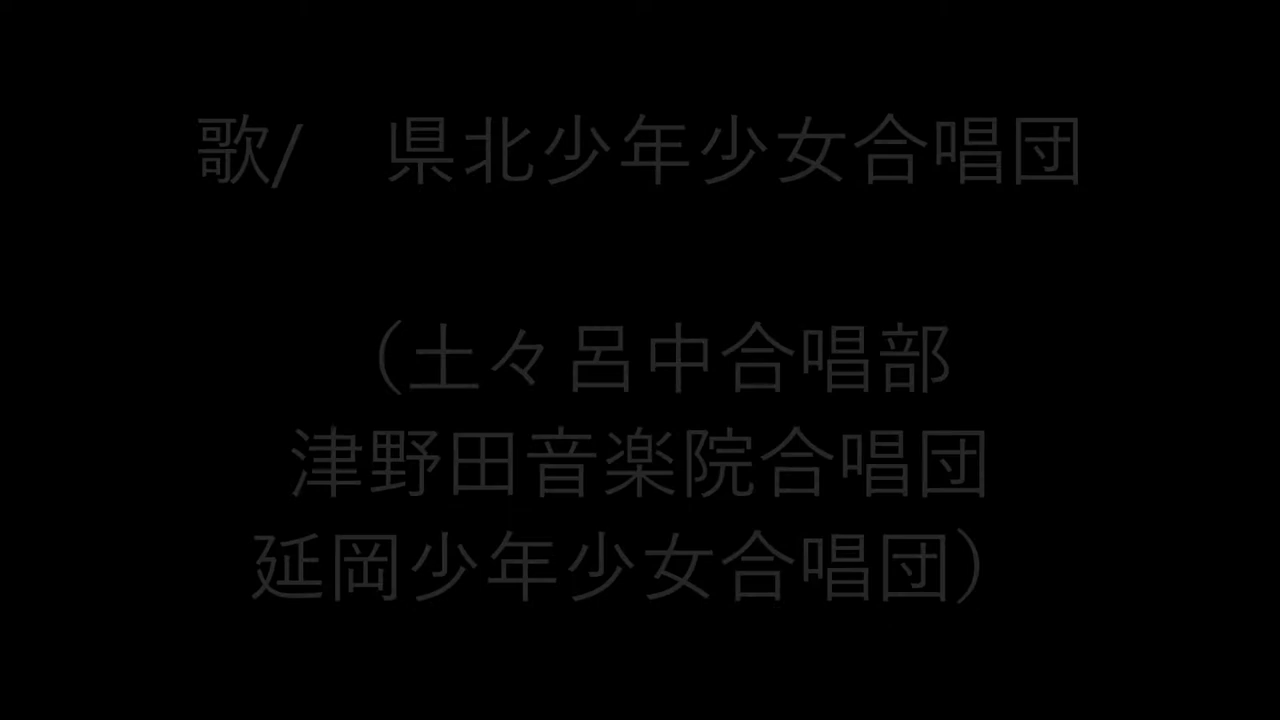 歌/　県北少年少女合唱団
（土々呂中合唱部
津野田音楽院合唱団
延岡少年少女合唱団）